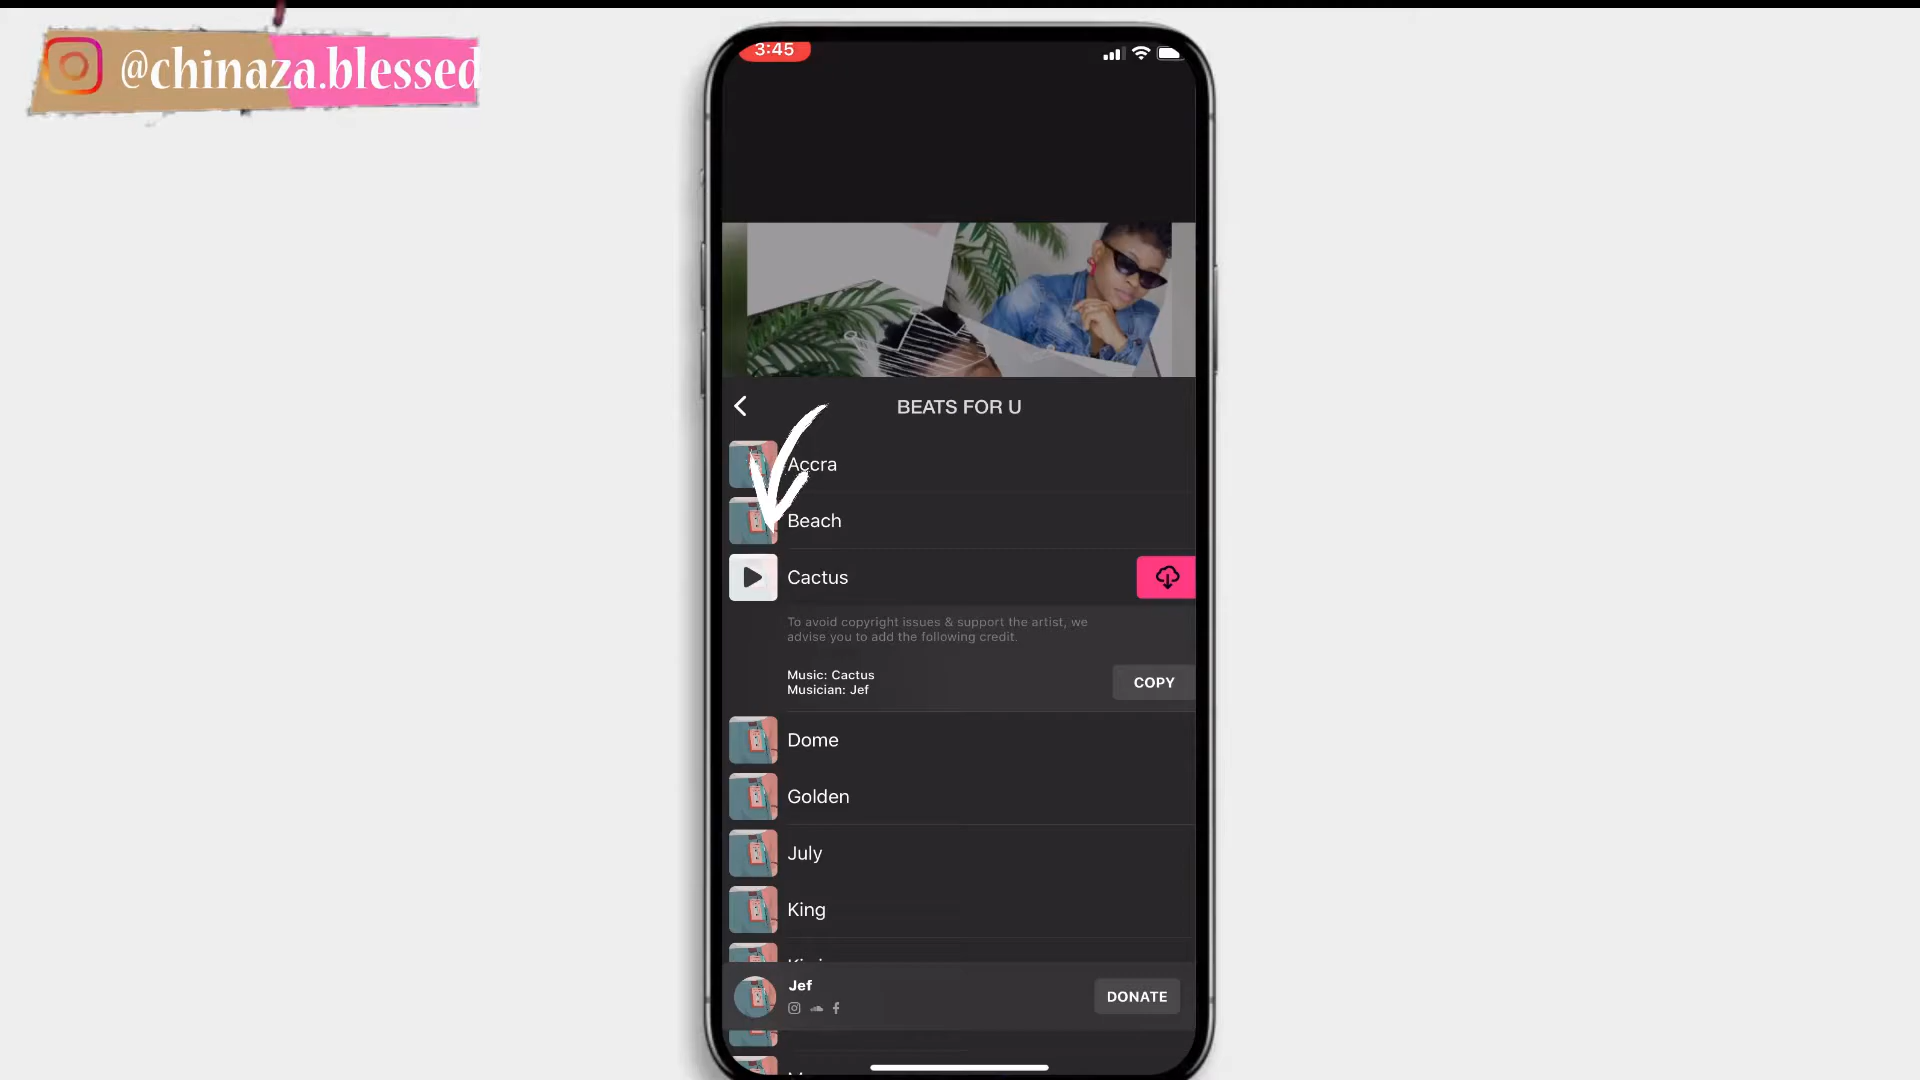 @chinaza.blessed
3:45
BEATS FOR U
Accra
Beach
Cactus
To avoid copyright issues & support the artist, we
advise you to add the following credit.
Music: Cactus
Musician: Jef
COPY
Dome
Golden
July
King
Jef
DONATE